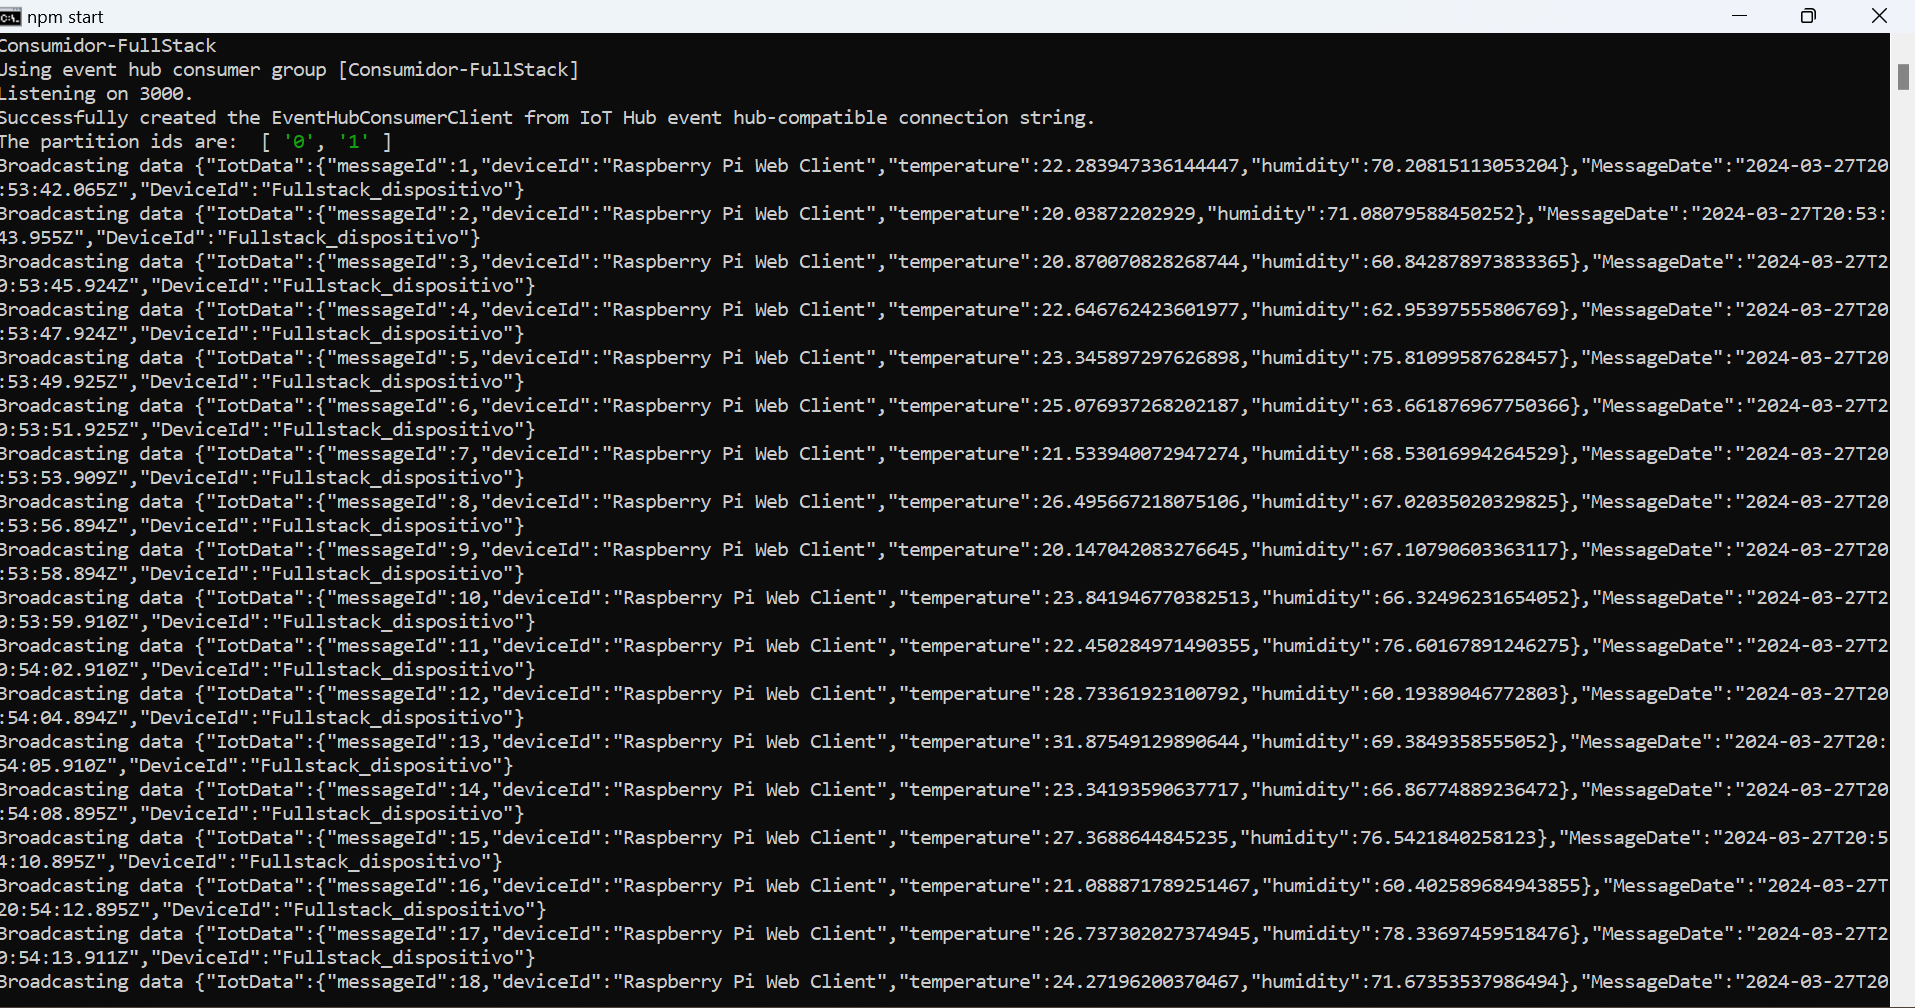 npm start
Consumidor-FullStack
Using event hub consumer group [Consumidor-FullStack]
Listening on 3000.
Successfully created the EventHubConsumerClient from IoT Hub event hub-compatible connection string.
The partition ids are:  [ '0', '1' ]
Broadcasting data {"IotData":{"messageId":1,"deviceId":"Raspberry Pi Web Client","temperature":22.283947336144447,"humidity":70.20815113053204},"MessageDate":"2024-03-27T20
:53:42.065Z","DeviceId":"Fullstack_dispositivo"}
Broadcasting data {"IotData":{"messageId":2,"deviceId":"Raspberry Pi Web Client","temperature":20.03872202929,"humidity":71.08079588450252},"MessageDate":"2024-03-27T20:53:
43.955Z","DeviceId":"Fullstack_dispositivo"}
Broadcasting data {"IotData":{"messageId":3,"deviceId":"Raspberry Pi Web Client","temperature":20.870070828268744,"humidity":60.842878973833365},"MessageDate":"2024-03-27T2
0:53:45.924Z","DeviceId":"Fullstack_dispositivo"}
Broadcasting data {"IotData":{"messageId":4,"deviceId":"Raspberry Pi Web Client","temperature":22.646762423601977,"humidity":62.95397555806769},"MessageDate":"2024-03-27T20
:53:47.924Z","DeviceId":"Fullstack_dispositivo"}
Broadcasting data {"IotData":{"messageId":5,"deviceId":"Raspberry Pi Web Client","temperature":23.345897297626898,"humidity":75.81099587628457},"MessageDate":"2024-03-27T20
:53:49.925Z","DeviceId":"Fullstack_dispositivo"}
Broadcasting data {"IotData":{"messageId":6,"deviceId":"Raspberry Pi Web Client","temperature":25.076937268202187,"humidity":63.661876967750366},"MessageDate":"2024-03-27T2
0:53:51.925Z","DeviceId":"Fullstack_dispositivo"}
Broadcasting data {"IotData":{"messageId":7,"deviceId":"Raspberry Pi Web Client","temperature":21.533940072947274,"humidity":68.53016994264529},"MessageDate":"2024-03-27T20
:53:53.909Z","DeviceId":"Fullstack_dispositivo"}
Broadcasting data {"IotData":{"messageId":8,"deviceId":"Raspberry Pi Web Client","temperature":26.495667218075106,"humidity":67.02035020329825},"MessageDate":"2024-03-27T20
:53:56.894Z","DeviceId":"Fullstack_dispositivo"}
Broadcasting data {"IotData":{"messageId":9,"deviceId":"Raspberry Pi Web Client","temperature":20.147042083276645,"humidity":67.10790603363117},"MessageDate":"2024-03-27T20
:53:58.894Z","DeviceId":"Fullstack_dispositivo"}
Broadcasting data {"IotData":{"messageId":10,"deviceId":"Raspberry Pi Web Client","temperature":23.841946770382513,"humidity":66.32496231654052},"MessageDate":"2024-03-27T2
0:53:59.910Z","DeviceId":"Fullstack_dispositivo"}
Broadcasting data {"IotData":{"messageId":11,"deviceId":"Raspberry Pi Web Client","temperature":22.450284971490355,"humidity":76.60167891246275},"MessageDate":"2024-03-27T2
0:54:02.910Z","DeviceId":"Fullstack_dispositivo"}
Broadcasting data {"IotData":{"messageId":12,"deviceId":"Raspberry Pi Web Client","temperature":28.73361923100792,"humidity":60.19389046772803},"MessageDate":"2024-03-27T20
:54:04.894Z","DeviceId":"Fullstack_dispositivo"}
Broadcasting data {"IotData":{"messageId":13,"deviceId":"Raspberry Pi Web Client","temperature":31.87549129890644,"humidity":69.3849358555052},"MessageDate":"2024-03-27T20:
54:05.910Z","DeviceId":"Fullstack_dispositivo"}
Broadcasting data {"IotData":{"messageId":14,"deviceId":"Raspberry Pi Web Client","temperature":23.34193590637717,"humidity":66.86774889236472},"MessageDate":"2024-03-27T20
:54:08.895Z","DeviceId":"Fullstack_dispositivo"}
Broadcasting data {"IotData":{"messageId":15,"deviceId":"Raspberry Pi Web Client","temperature":27.3688644845235,"humidity":76.5421840258123},"MessageDate":"2024-03-27T20:5
4:10.895Z","DeviceId":"Fullstack_dispositivo"}
Broadcasting data {"IotData":{"messageId":16,"deviceId":"Raspberry Pi Web Client","temperature":21.088871789251467,"humidity":60.402589684943855},"MessageDate":"2024-03-27T
20:54:12.895Z","DeviceId":"Fullstack_dispositivo"}
Broadcasting data {"IotData":{"messageId":17,"deviceId":"Raspberry Pi Web Client","temperature":26.737302027374945,"humidity":78.33697459518476},"MessageDate":"2024-03-27T2
0:54:13.911Z","DeviceId":"Fullstack_dispositivo"}
Broadcasting data {"IotData":{"messageId":18,"deviceId":"Raspberry Pi Web Client","temperature":24.27196200370467,"humidity":71.67353537986494},"MessageDate":"2024-03-27T20